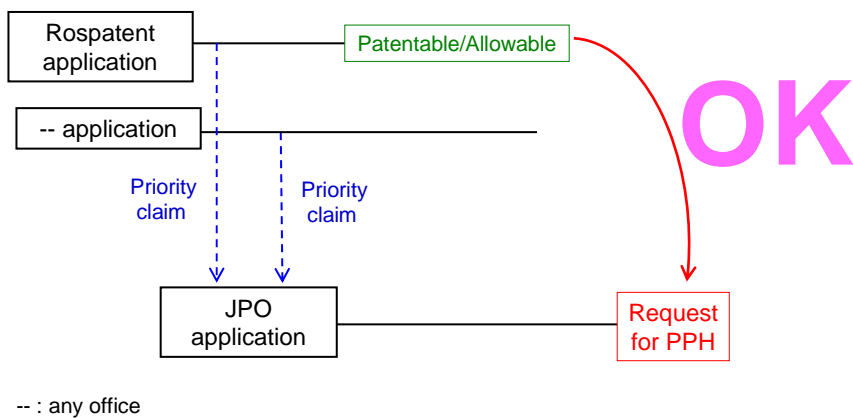 Rospatent
application
Patentable/Allowable
OK
-- application
Priority
claim
Priority
claim
JPO
application
Request
for PPH
-- : any office